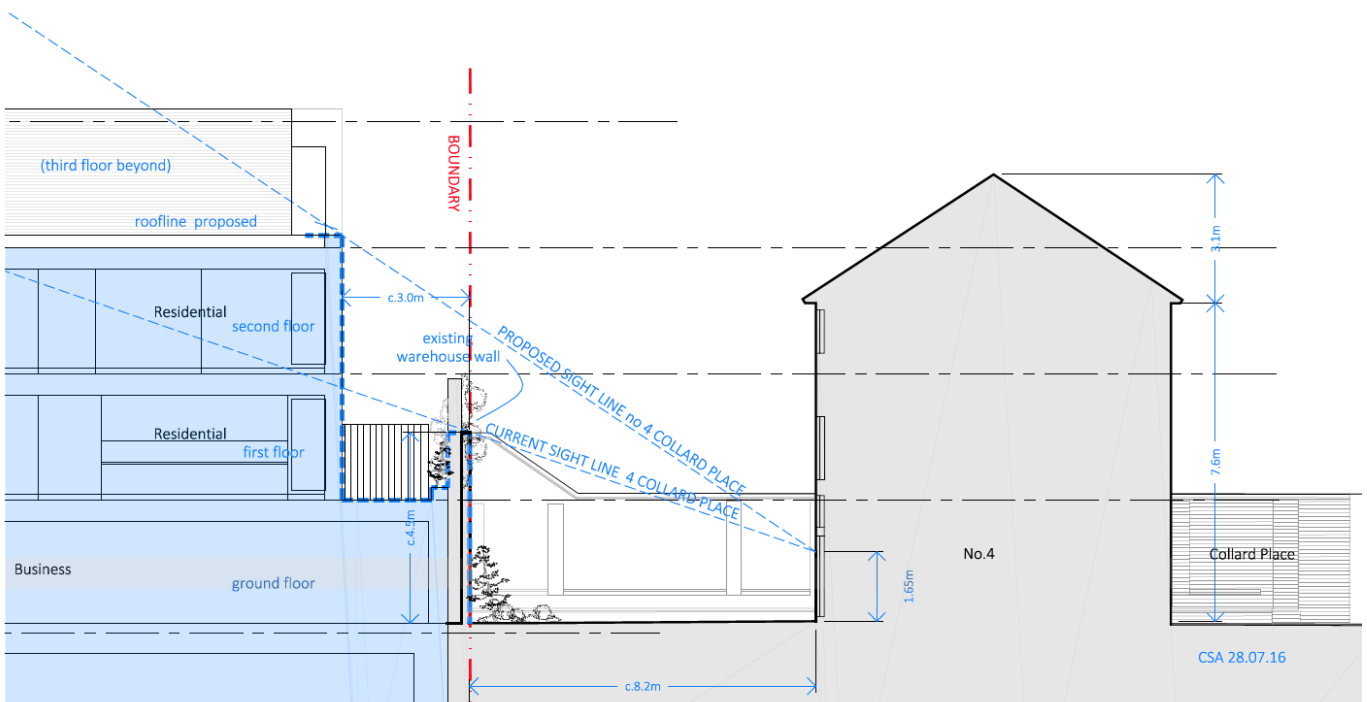 BOUNDARY
(third floor beyond)
roofline proposed
3.1m
c.3.0m
Residential
second floor
existing
warehouse wall
PROPOSED SIGHT LINE no 4 COLLARD PLACE
Residential
first floor
CURRENT SIGHT LINE 4 COLLARD PLACE
7.6m
c.4.5m
No.4
Collard Place
Business
ground floor
1.65m
CSA 28.07.16
c.8.2m